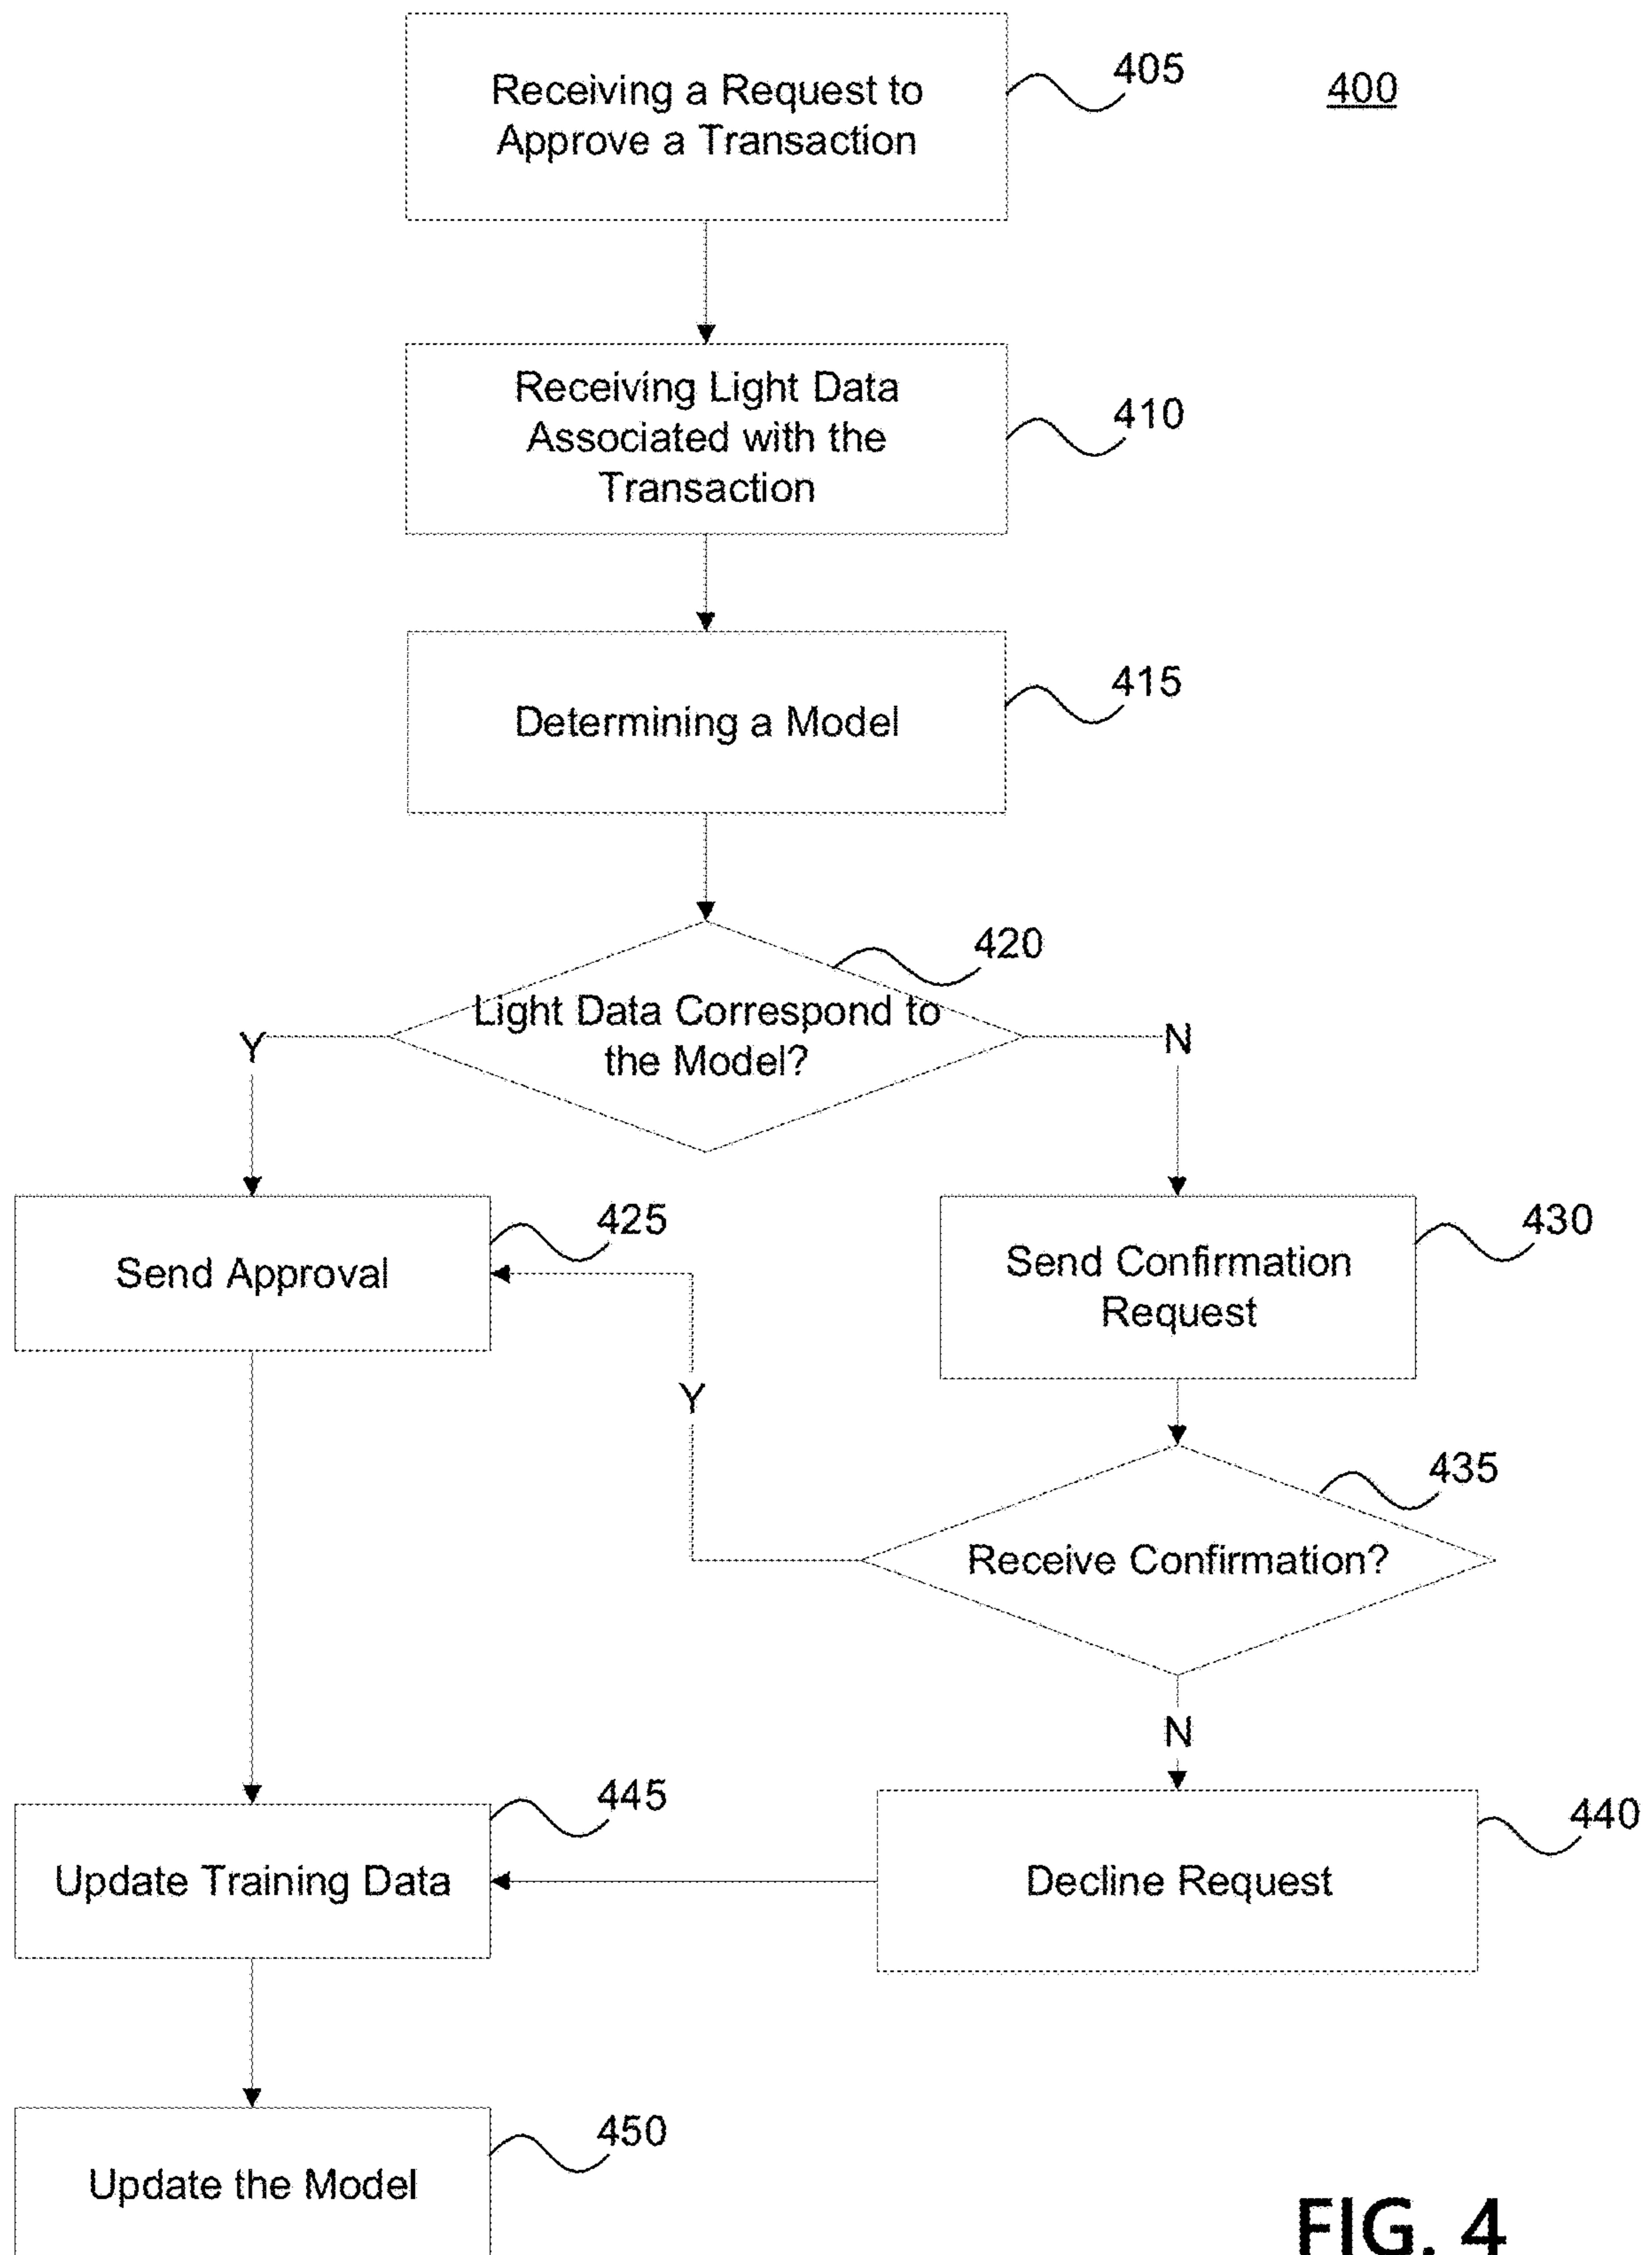 405
400
Receiving a Request to
Approve a Transaction
Receiving Light Data
Associated with the
Transaction
410
415
Determining a Model
420
Light Data Correspond to
the Model?
Y
N
425
430
Send Approval
Send Confirmation
Request
Y
435
Receive Confirmation?
N
445
440
Update Training Data
Decline Request
450
Update the Model
FIG. 4